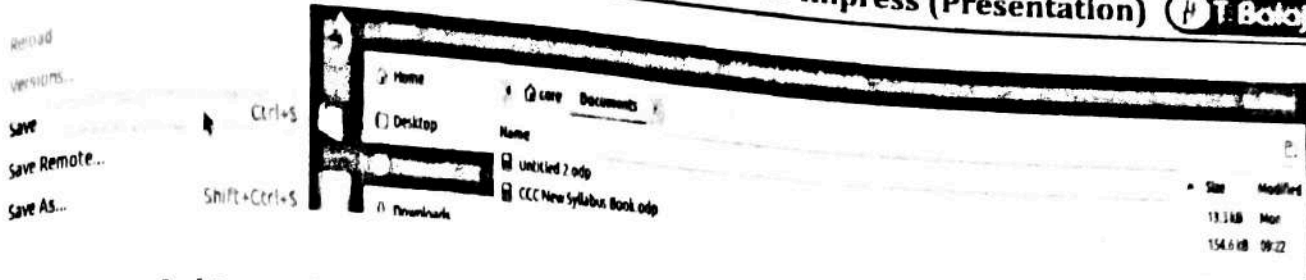 Impress (Presentation) T Balaj
Reload
Versions...
Save Ctrl+S
Save Remote...
Save As... Shift+Ctrl+S
Home
Desktop
Downloads
core Documents
Name Size Modified
Untitled 2.odp 13.3 kB Mon
CCC New Syllabus Book.odp 154.6 kB 09:22